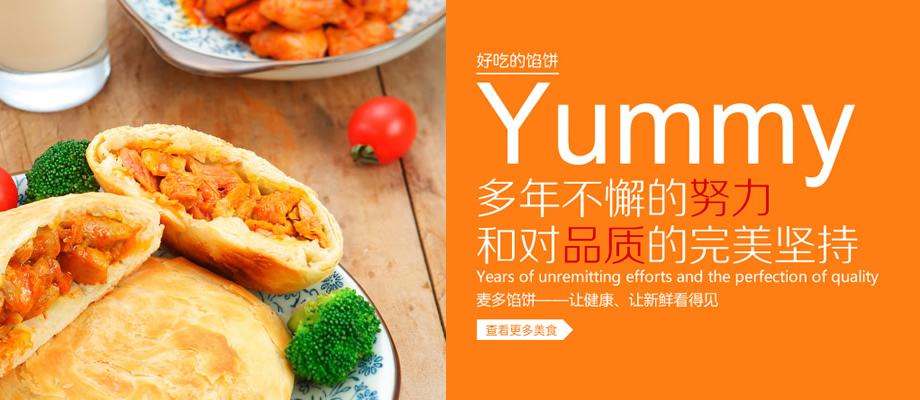 好吃的馅饼
Yummy
多年不懈的努力
和对品质的完美坚持
Years of unremitting efforts and the perfection of quality
麦多馅饼——让健康、让新鲜看得见
查看更多美食